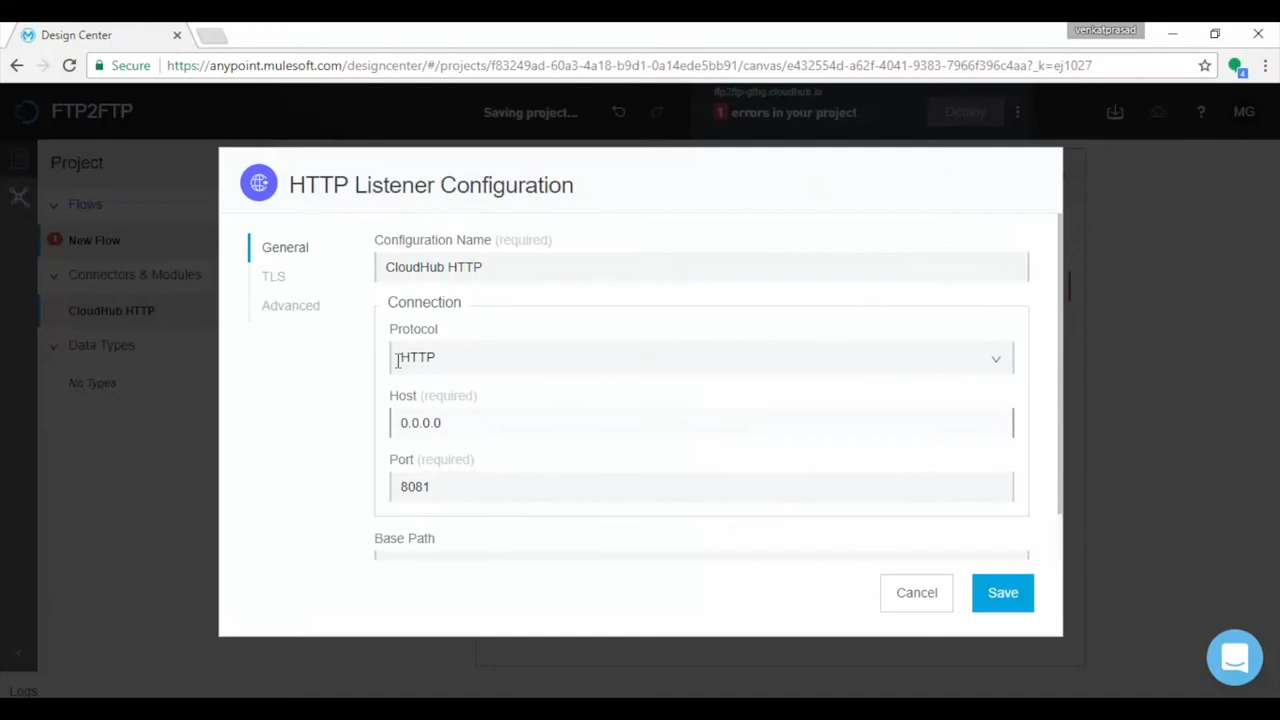 Design Center
venkatprasad
Secure
https://anypoint.mulesoft.com/designcenter/#/projects/f83249ad-60a3-4a18-b9d1-0a14ede5bb91/canvas/e432554d-a62f-4041-9383-7966f396c4aa?_k=ej1027
4
FTP2FTP
Saving project...
ftp2ftp-gthg.cloudhub.io
1 errors in your project
Deploy
?
MG
Project
Flows
New Flow
Connectors & Modules
CloudHub HTTP
Data Types
No Types
Logs
HTTP Listener Configuration
General
TLS
Advanced
Configuration Name (required)
CloudHub HTTP
Connection
Protocol
HTTP
Host (required)
0.0.0.0
Port (required)
8081
Base Path
Cancel
Save